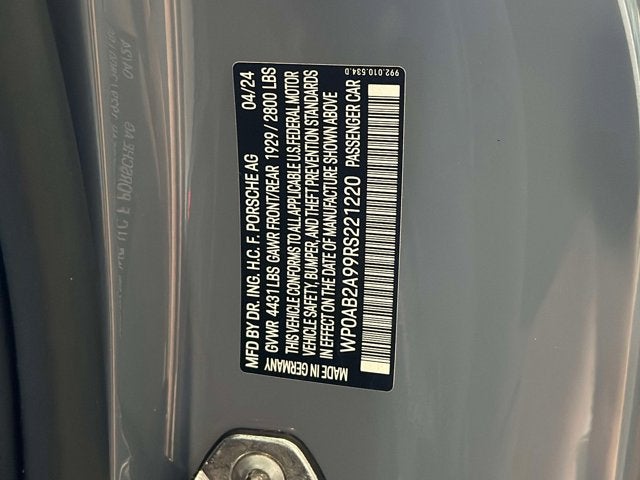 MFD BY DR. ING. H.C. F. PORSCHE AG 04/24
GVWR 4431LBS GAWR FRONT/REAR 1929 / 2800 LBS
THIS VEHICLE CONFORMS TO ALL APPLICABLE U.S. FEDERAL MOTOR
VEHICLE SAFETY, BUMPER, AND THEFT PREVENTION STANDARDS
IN EFFECT ON THE DATE OF MANUFACTURE SHOWN ABOVE
MADE IN GERMANY WP0AB2A99RS221220 PASSENGER CAR
992.010.534.D